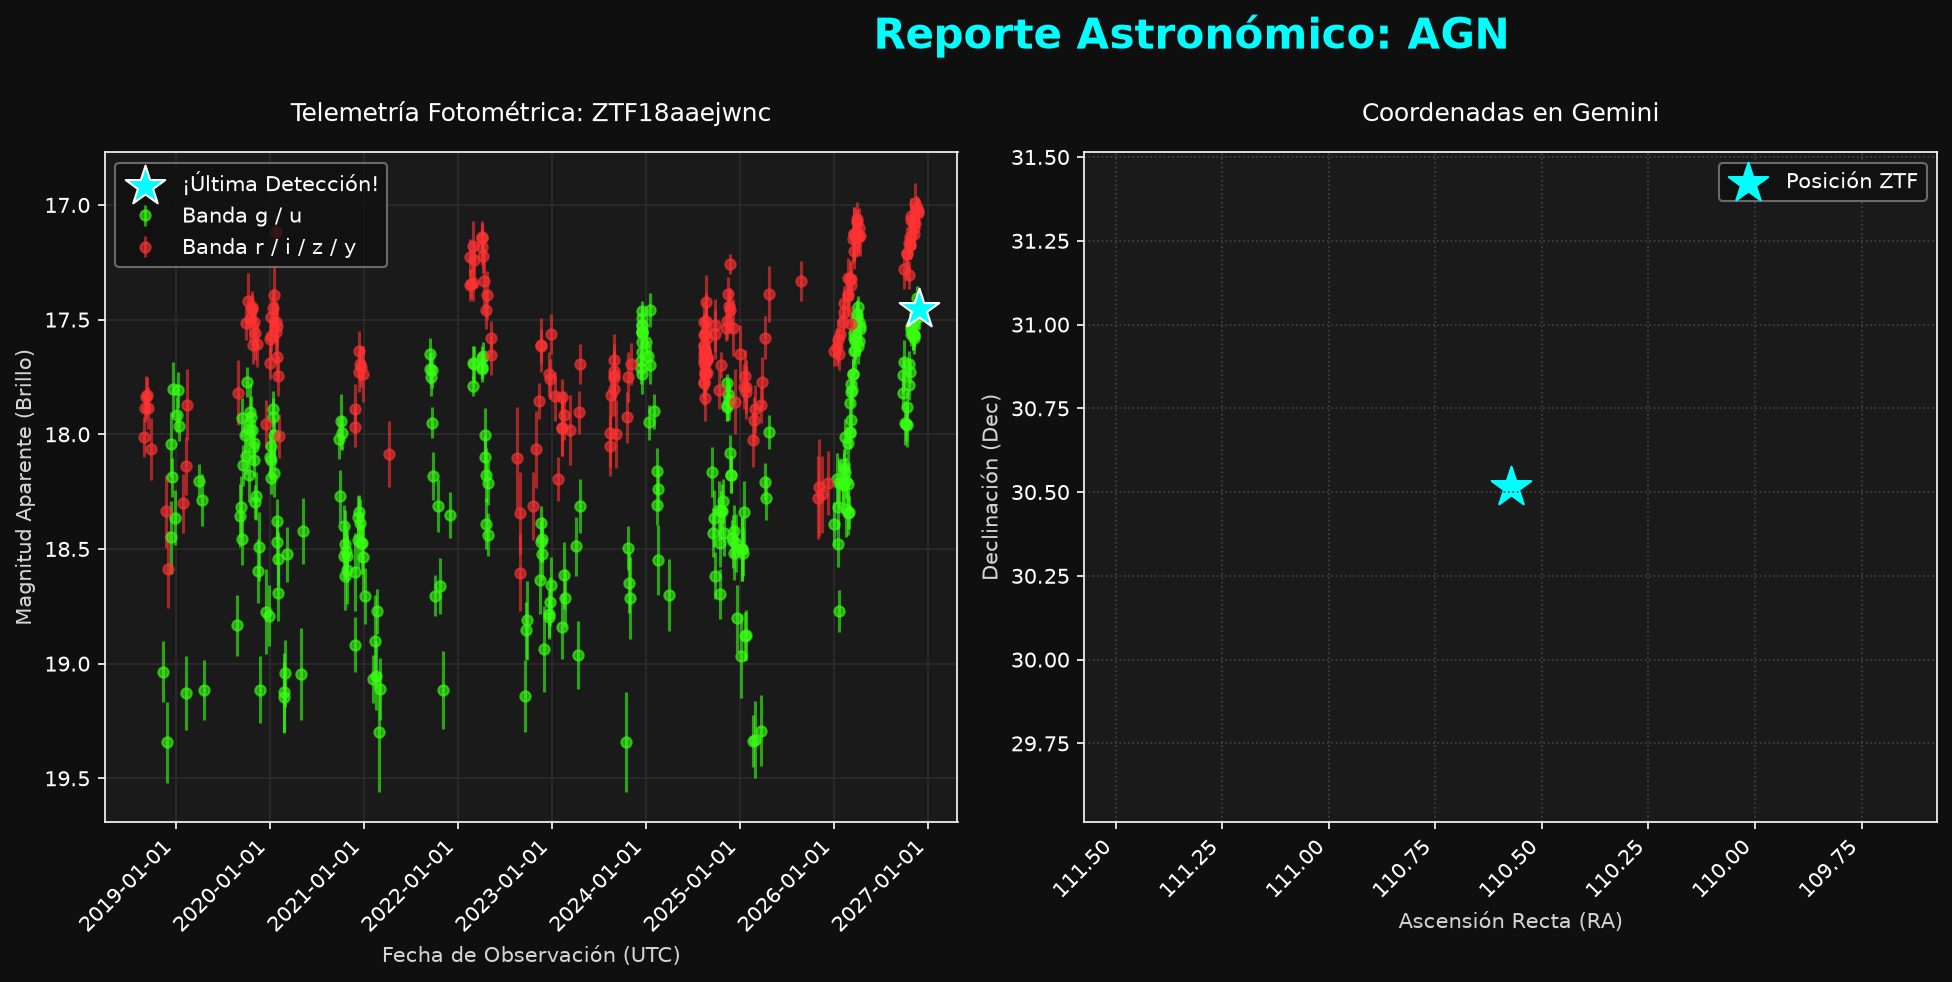 Reporte Astronómico: AGN
Telemetría Fotométrica: ZTF18aaejwnc
¡Última Detección!
Banda g / u
Banda r / i / z / y
Magnitud Aparente (Brillo)
17.0
17.5
18.0
18.5
19.0
19.5
2019-01-01
2020-01-01
2021-01-01
2022-01-01
2023-01-01
2024-01-01
2025-01-01
2026-01-01
2027-01-01
Fecha de Observación (UTC)
Coordenadas en Gemini
Posición ZTF
Declinación (Dec)
31.50
31.25
31.00
30.75
30.50
30.25
30.00
29.75
111.50
111.25
111.00
110.75
110.50
110.25
110.00
109.75
Ascensión Recta (RA)